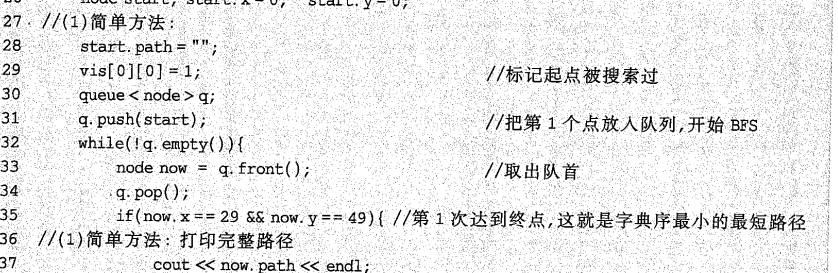 26 node start; start.x = 0; start.y = 0;
27 //(1)简单方法:
28 start.path = "";
29 vis[0][0] = 1; //标记起点被搜索过
30 queue < node > q;
31 q.push(start); //把第 1 个点放入队列,开始 BFS
32 while(!q.empty()){
33 node now = q.front(); //取出队首
34 q.pop();
35 if(now.x == 29 && now.y == 49){ //第 1 次达到终点,这就是字典序最小的最短路径
36 //(1)简单方法: 打印完整路径
37 cout << now.path << endl;